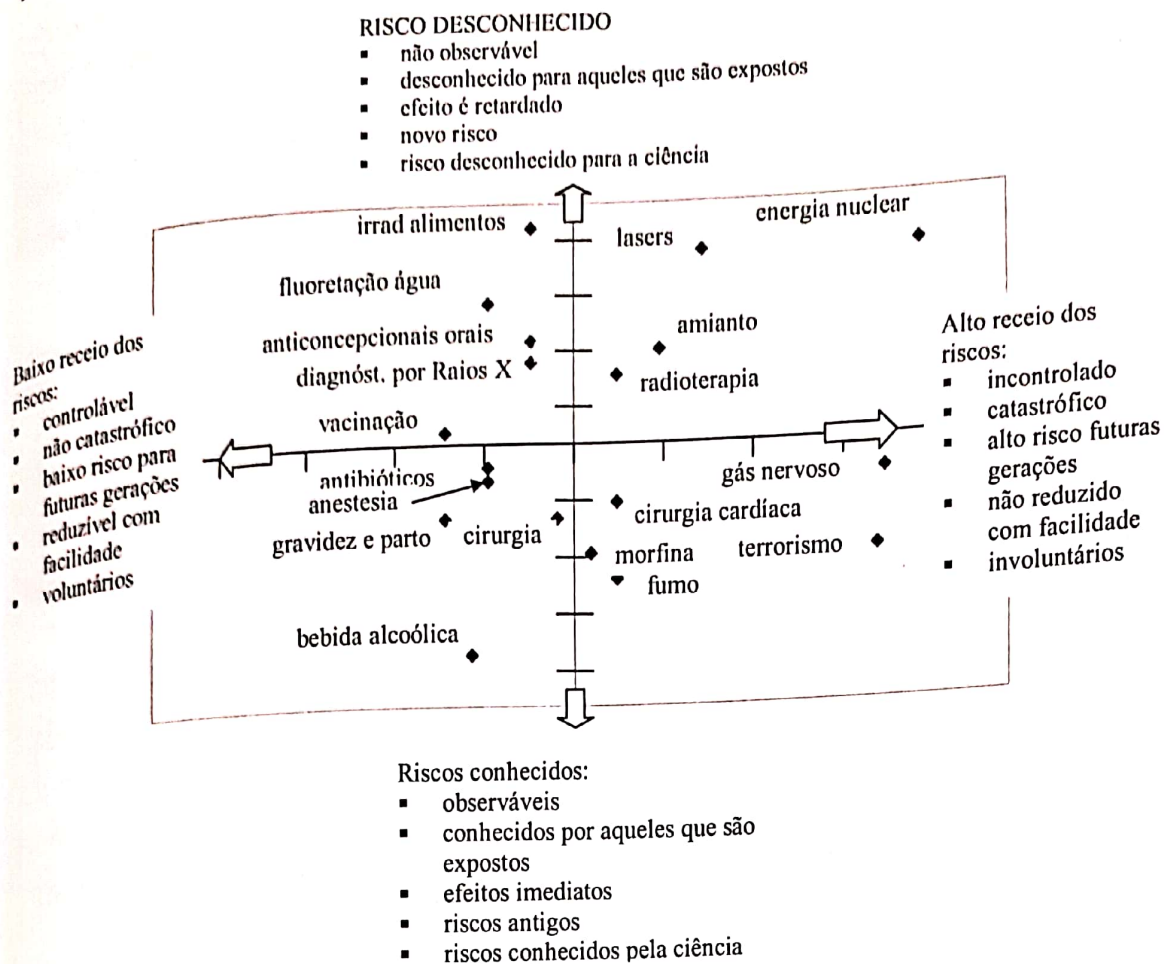 RISCO DESCONHECIDO
▪ não observável
▪ desconhecido para aqueles que são expostos
▪ efeito é retardado
▪ novo risco
▪ risco desconhecido para a ciência
irrad alimentos
lasers
energia nuclear
fluoretação água
anticoncepcionais orais
diagnóst. por Raios X
amianto
radioterapia
vacinação
Baixo receio dos
riscos:
▪ controlável
▪ não catastrófico
▪ baixo risco para
futuras gerações
▪ reduzível com
facilidade
▪ voluntários
Alto receio dos
riscos:
▪ incontrolado
▪ catastrófico
▪ alto risco futuras
gerações
▪ não reduzido
com facilidade
▪ involuntários
antibióticos
anestesia
gravidez e parto
cirurgia
gás nervoso
cirurgia cardíaca
morfina
terrorismo
fumo
bebida alcoólica
Riscos conhecidos:
▪ observáveis
▪ conhecidos por aqueles que são
expostos
▪ efeitos imediatos
▪ riscos antigos
▪ riscos conhecidos pela ciência